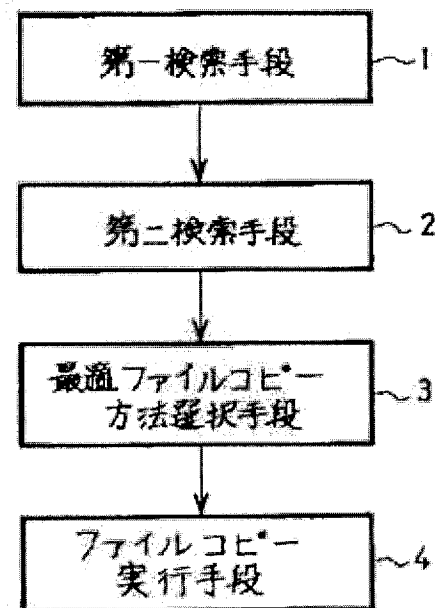 第一検索手段
1
第二検索手段
2
最適ファイルコピー
方法選択手段
3
ファイルコピー
実行手段
4